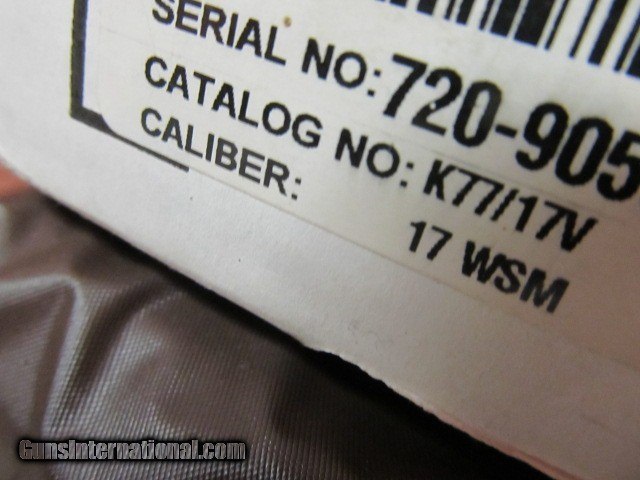 SERIAL NO: 720-905
CATALOG NO: K77/17V
CALIBER: 17 WSM
GunsInternational.com